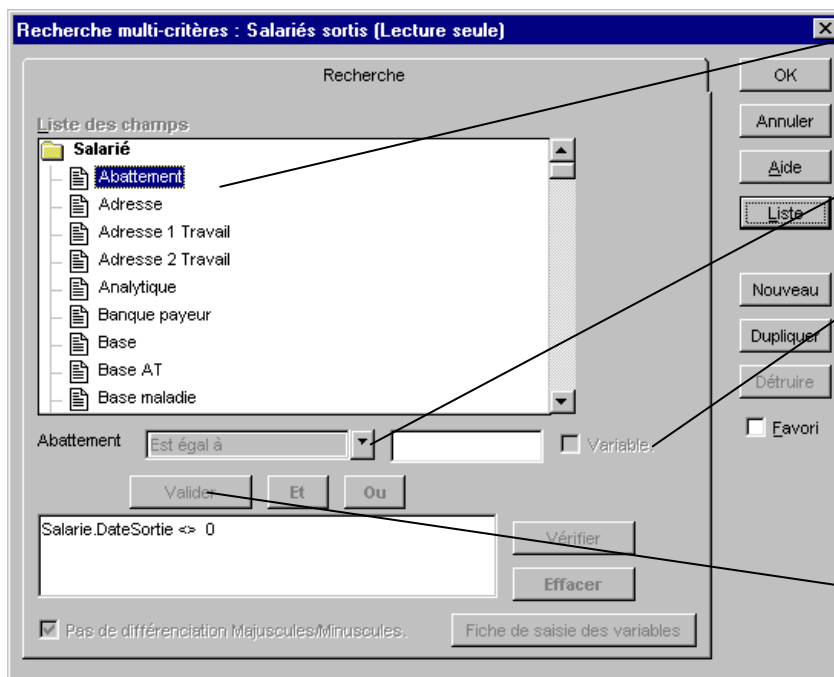 Recherche multi-critères : Salariés sortis (Lecture seule)
Recherche
OK
Annuler
Aide
Liste
Nouveau
Dupliquer
Détruire
Favori
Liste des champs
Salarié
Abattement
Adresse
Adresse 1 Travail
Adresse 2 Travail
Analytique
Banque payeur
Base
Base AT
Base maladie
Abattement Est égal à Variable.
Valider Et Ou
Salarie.DateSortie <> 0
Vérifier
Effacer
Pas de différenciation Majuscules/Minuscules. Fiche de saisie des variables